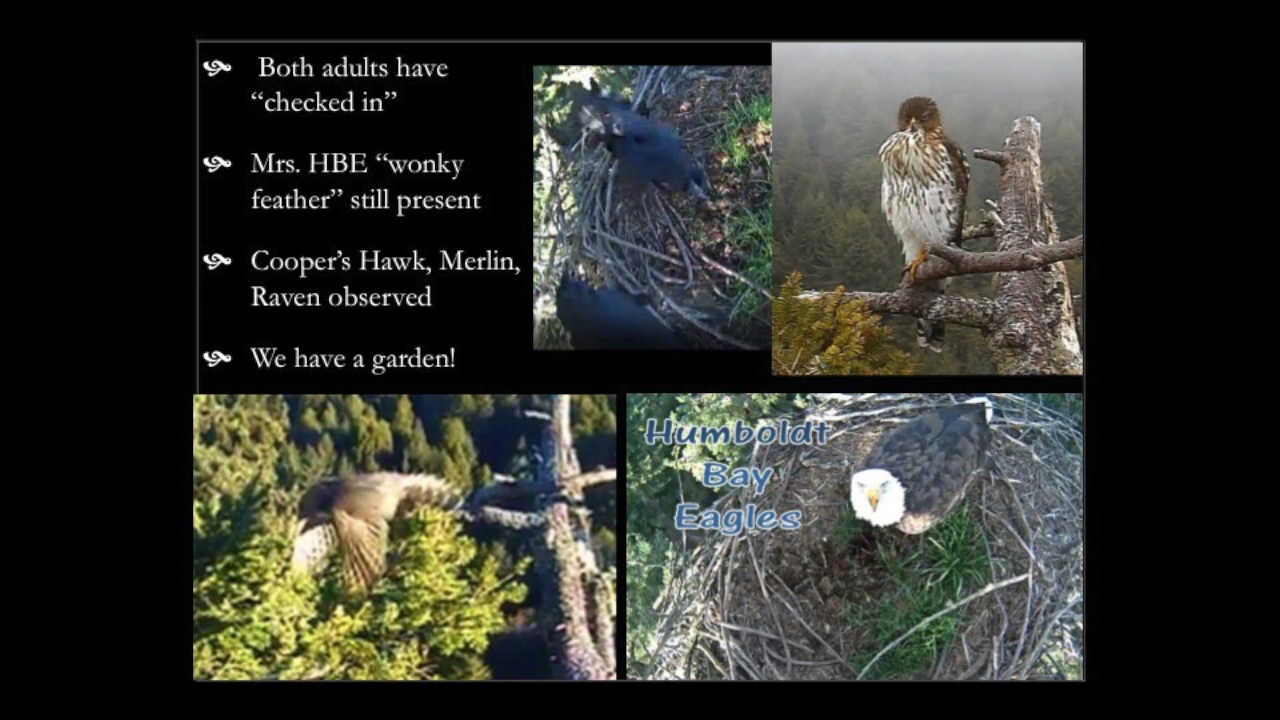 Both adults have
“checked in”
Mrs. HBE “wonky
feather” still present
Cooper’s Hawk, Merlin,
Raven observed
We have a garden!
Humboldt
Bay
Eagles